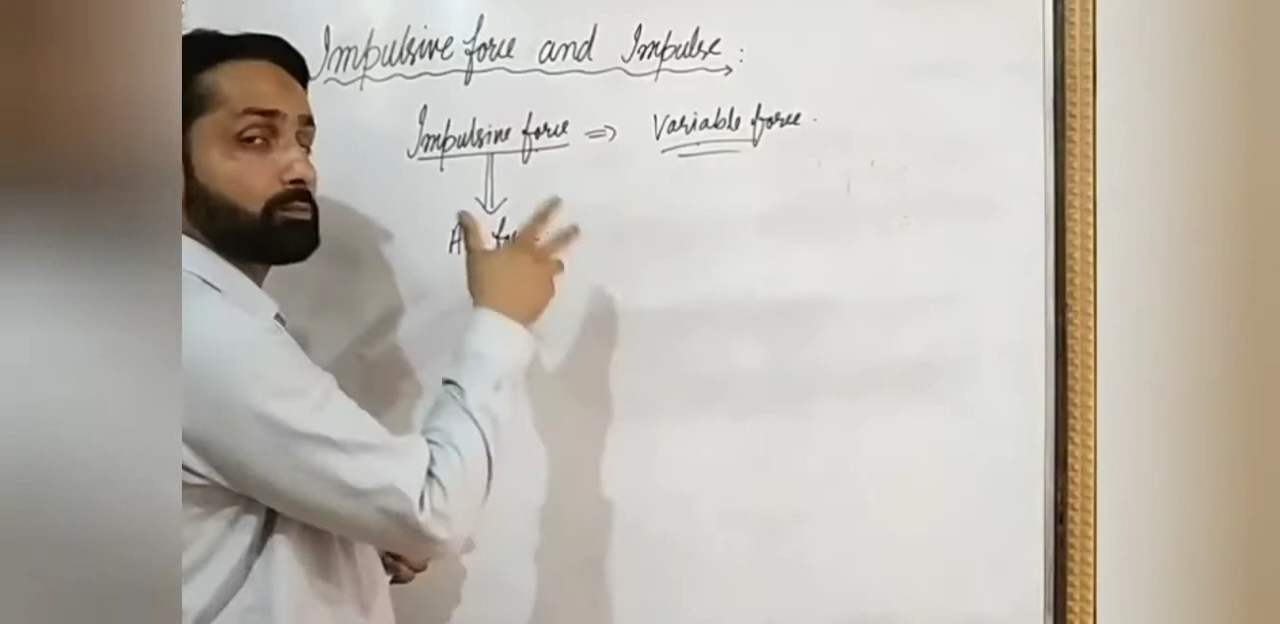 Impulsive force and Impulse :
Impulsive force ⇒ Variable force.
A